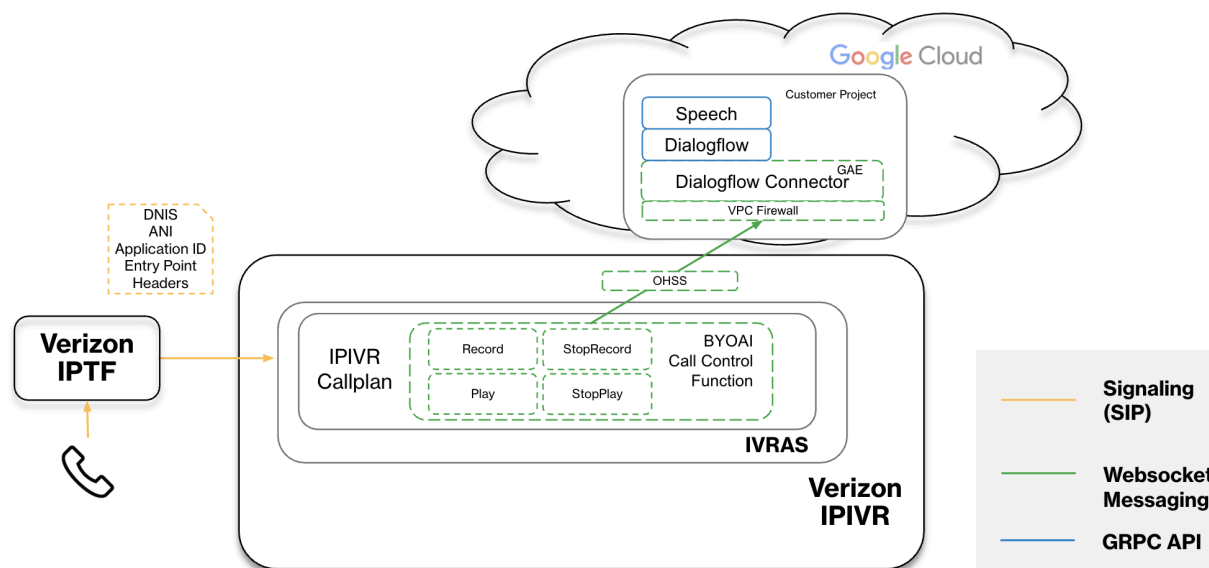 Google Cloud
Customer Project
Speech
Dialogflow
GAE
Dialogflow Connector
VPC Firewall
DNIS
ANI
Application ID
Entry Point
Headers
OHSS
Verizon
IPTF
IPIVR
Callplan
Record
StopRecord
Play
StopPlay
BYOAI
Call Control
Function
IVRAS
Verizon
IPIVR
Signaling
(SIP)
Websocket
Messaging
GRPC API